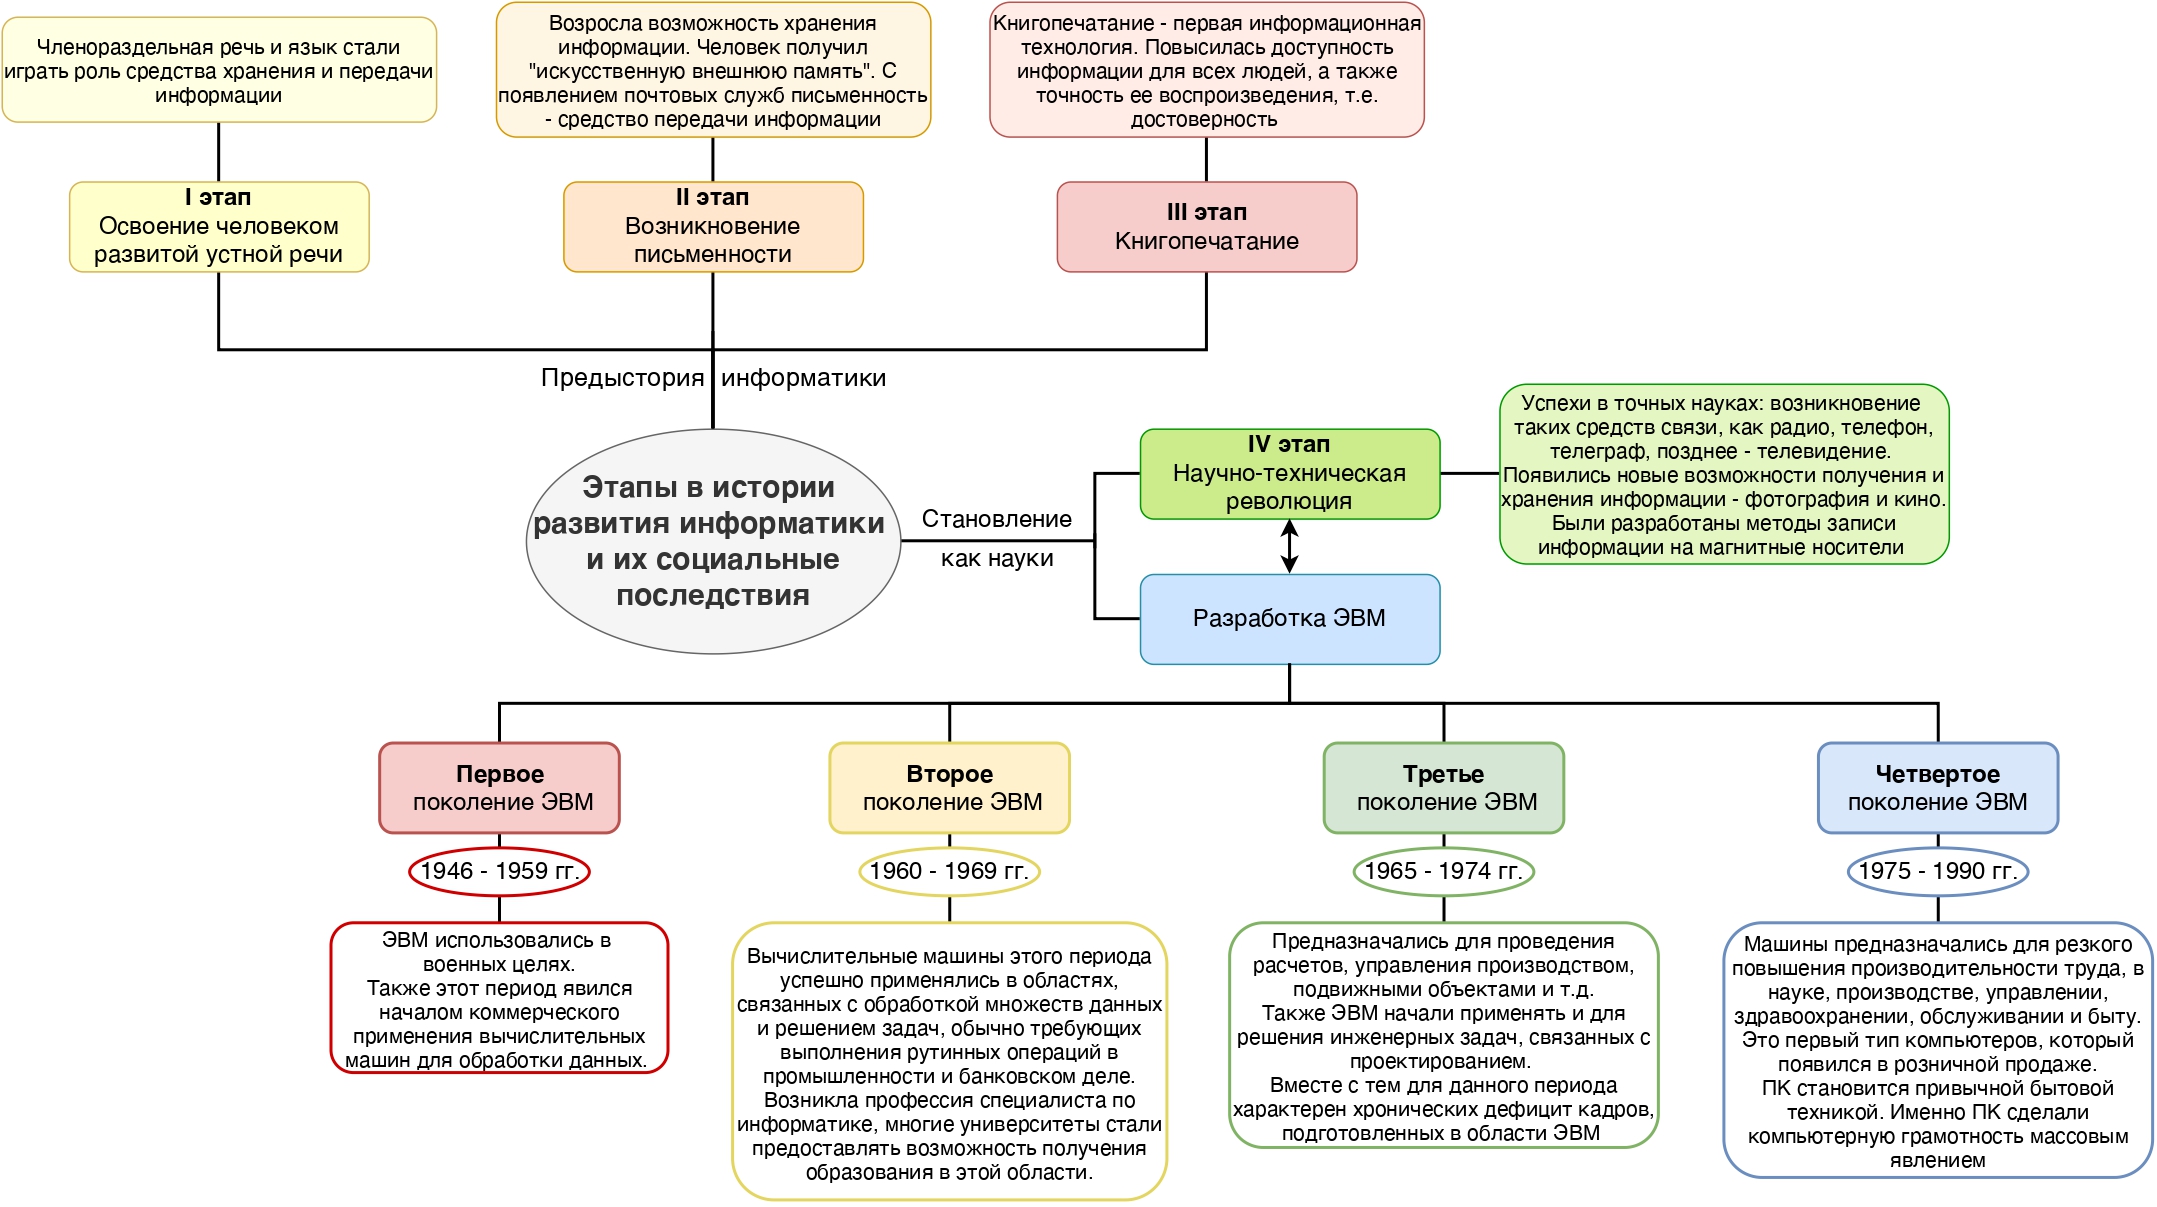 Членораздельная речь и язык стали
играть роль средства хранения и передачи
информации
Возросла возможность хранения
информации. Человек получил
"искусственную внешнюю память". С
появлением почтовых служб письменность
- средство передачи информации
Книгопечатание - первая информационная
технология. Повысилась доступность
информации для всех людей, а также
точность ее воспроизведения, т.е.
достоверность
I этап
Освоение человеком
развитой устной речи
II этап
Возникновение
письменности
III этап
Книгопечатание
Предыстория информатики
Этапы в истории
развития информатики
и их социальные
последствия
Становление
как науки
IV этап
Научно-техническая
революция
Успехи в точных науках: возникновение
таких средств связи, как радио, телефон,
телеграф, позднее - телевидение.
Появились новые возможности получения и
хранения информации - фотография и кино.
Были разработаны методы записи
информации на магнитные носители
Разработка ЭВМ
Первое
поколение ЭВМ
1946 - 1959 гг.
ЭВМ использовались в
военных целях.
Также этот период явился
началом коммерческого
применения вычислительных
машин для обработки данных.
Второе
поколение ЭВМ
1960 - 1969 гг.
Вычислительные машины этого периода
успешно применялись в областях,
связанных с обработкой множеств данных
и решением задач, обычно требующих
выполнения рутинных операций в
промышленности и банковском деле.
Возникла профессия специалиста по
информатике, многие университеты стали
предоставлять возможность получения
образования в этой области.
Третье
поколение ЭВМ
1965 - 1974 гг.
Предназначались для проведения
расчетов, управления производством,
подвижными объектами и т.д.
Также ЭВМ начали применять и для
решения инженерных задач, связанных с
проектированием.
Вместе с тем для данного периода
характерен хронических дефицит кадров,
подготовленных в области ЭВМ
Четвертое
поколение ЭВМ
1975 - 1990 гг.
Машины предназначались для резкого
повышения производительности труда, в
науке, производстве, управлении,
здравоохранении, обслуживании и быту.
Это первый тип компьютеров, который
появился в розничной продаже.
ПК становится привычной бытовой
техникой. Именно ПК сделали
компьютерную грамотность массовым
явлением